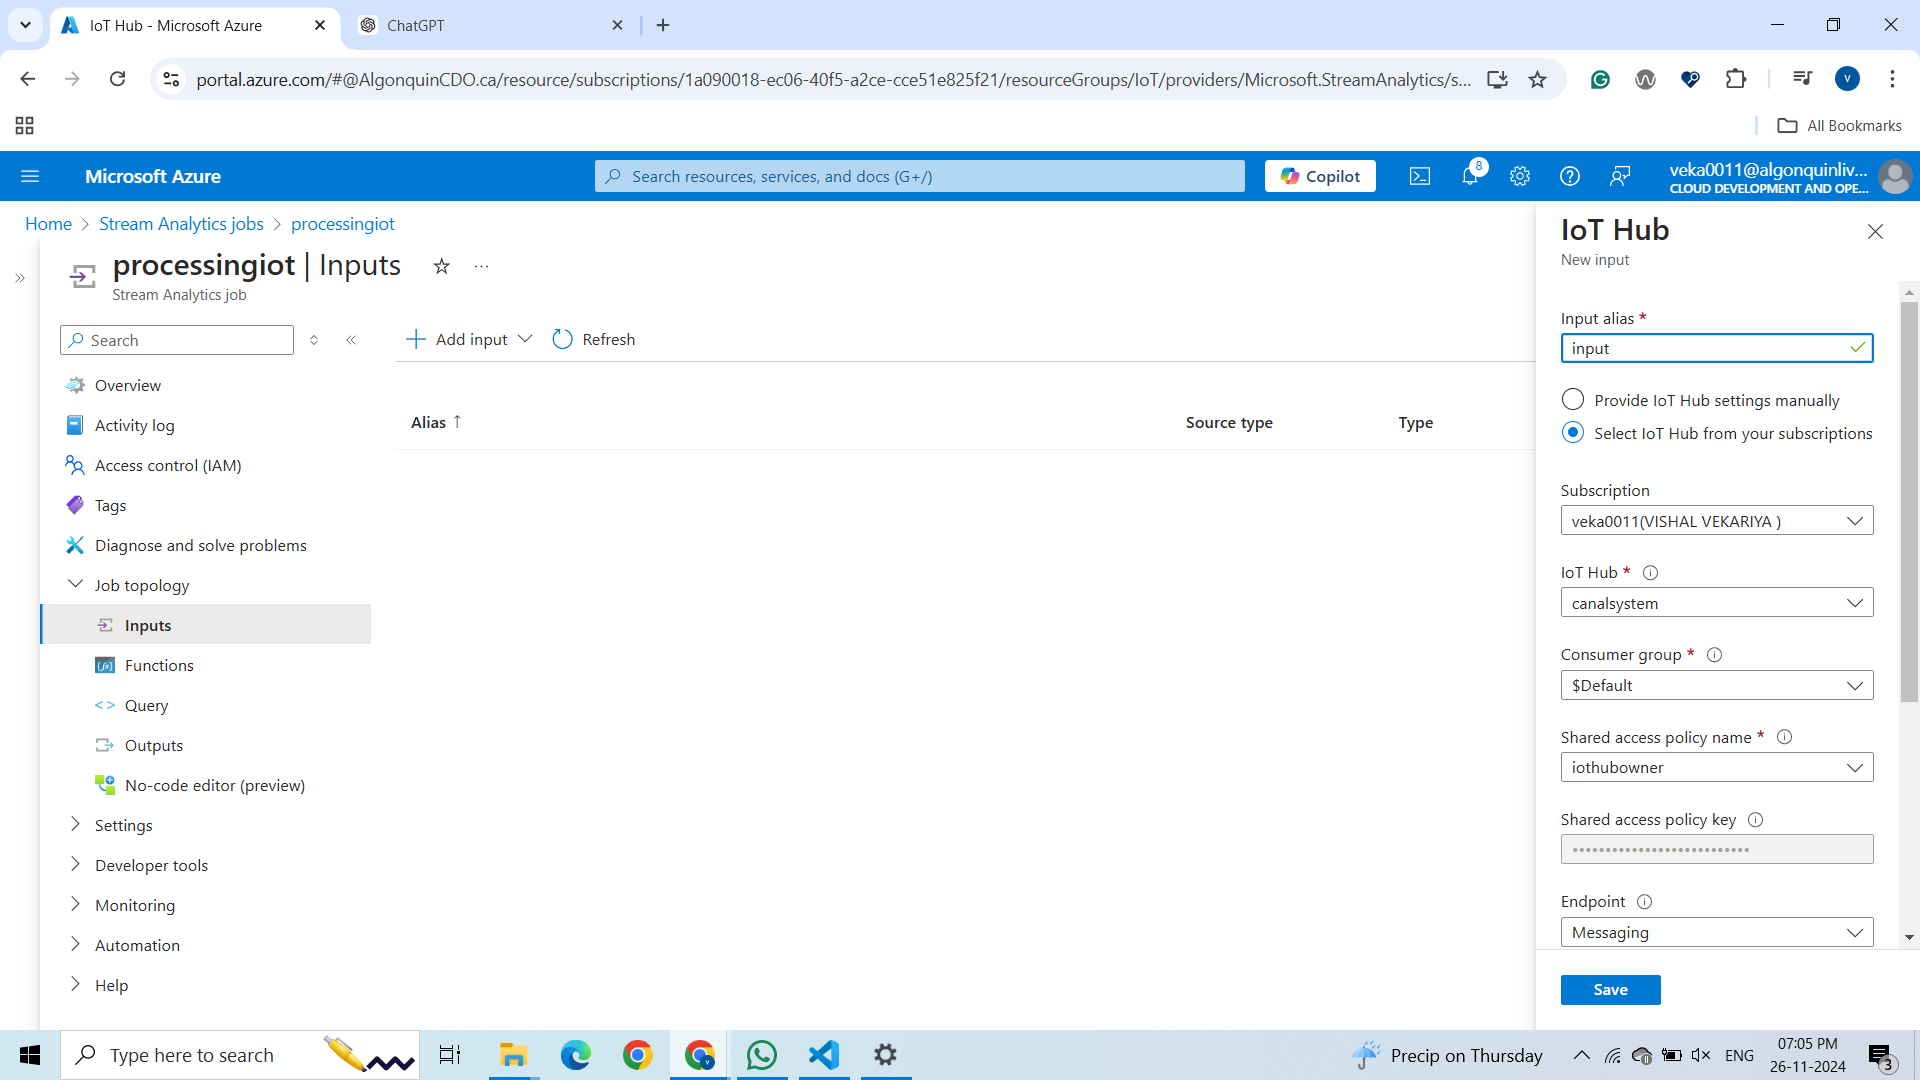 IoT Hub - Microsoft Azure
ChatGPT
portal.azure.com/#@AlgonquinCDO.ca/resource/subscriptions/1a090018-ec06-40f5-a2ce-cce51e825f21/resourceGroups/IoT/providers/Microsoft.StreamAnalytics/s...
V
All Bookmarks
Microsoft Azure
Search resources, services, and docs (G+/)
Copilot
8
veka0011@algonquinliv...
CLOUD DEVELOPMENT AND OPE...
Home > Stream Analytics jobs > processingiot
processingiot | Inputs
Stream Analytics job
Search
Add input
Refresh
Overview
Activity log
Access control (IAM)
Tags
Diagnose and solve problems
Job topology
Inputs
Functions
Query
Outputs
No-code editor (preview)
Settings
Developer tools
Monitoring
Automation
Help
Alias ↑
Source type
Type
IoT Hub
New input
Input alias *
input
Provide IoT Hub settings manually
Select IoT Hub from your subscriptions
Subscription
veka0011(VISHAL VEKARIYA )
IoT Hub *
canalsystem
Consumer group *
$Default
Shared access policy name *
iothubowner
Shared access policy key
•••••••••••••••••••••••••••
Endpoint
Messaging
Save
Type here to search
Precip on Thursday
ENG
07:05 PM
26-11-2024
3